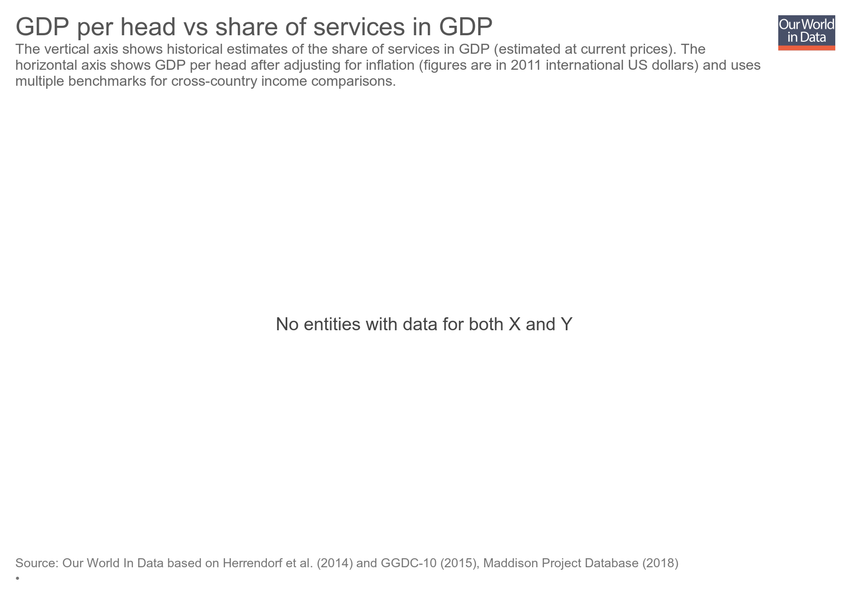 GDP per head vs share of services in GDP
Our World
in Data
The vertical axis shows historical estimates of the share of services in GDP (estimated at current prices). The
horizontal axis shows GDP per head after adjusting for inflation (figures are in 2011 international US dollars) and uses
multiple benchmarks for cross-country income comparisons.
No entities with data for both X and Y
Source: Our World In Data based on Herrendorf et al. (2014) and GGDC-10 (2015), Maddison Project Database (2018)
•